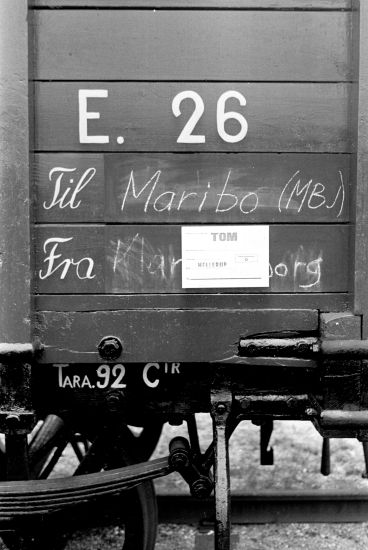 E. 26
Til Maribo (MBJ)
Fra
TOM
TARA. 92 CTR